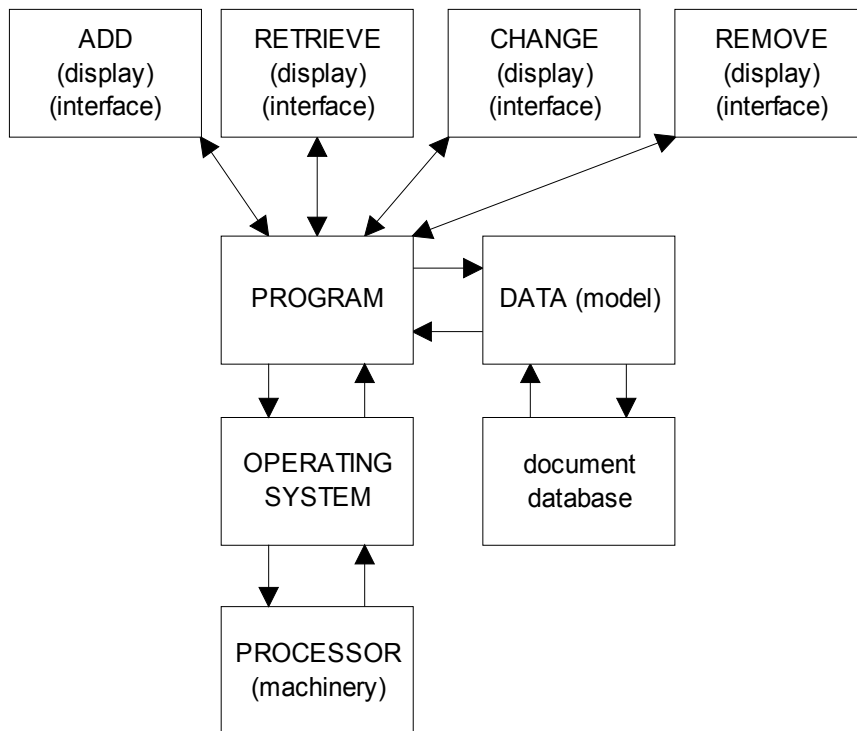 ADD
(display)
(interface)
RETRIEVE
(display)
(interface)
CHANGE
(display)
(interface)
REMOVE
(display)
(interface)
PROGRAM
DATA (model)
OPERATING
SYSTEM
document
database
PROCESSOR
(machinery)